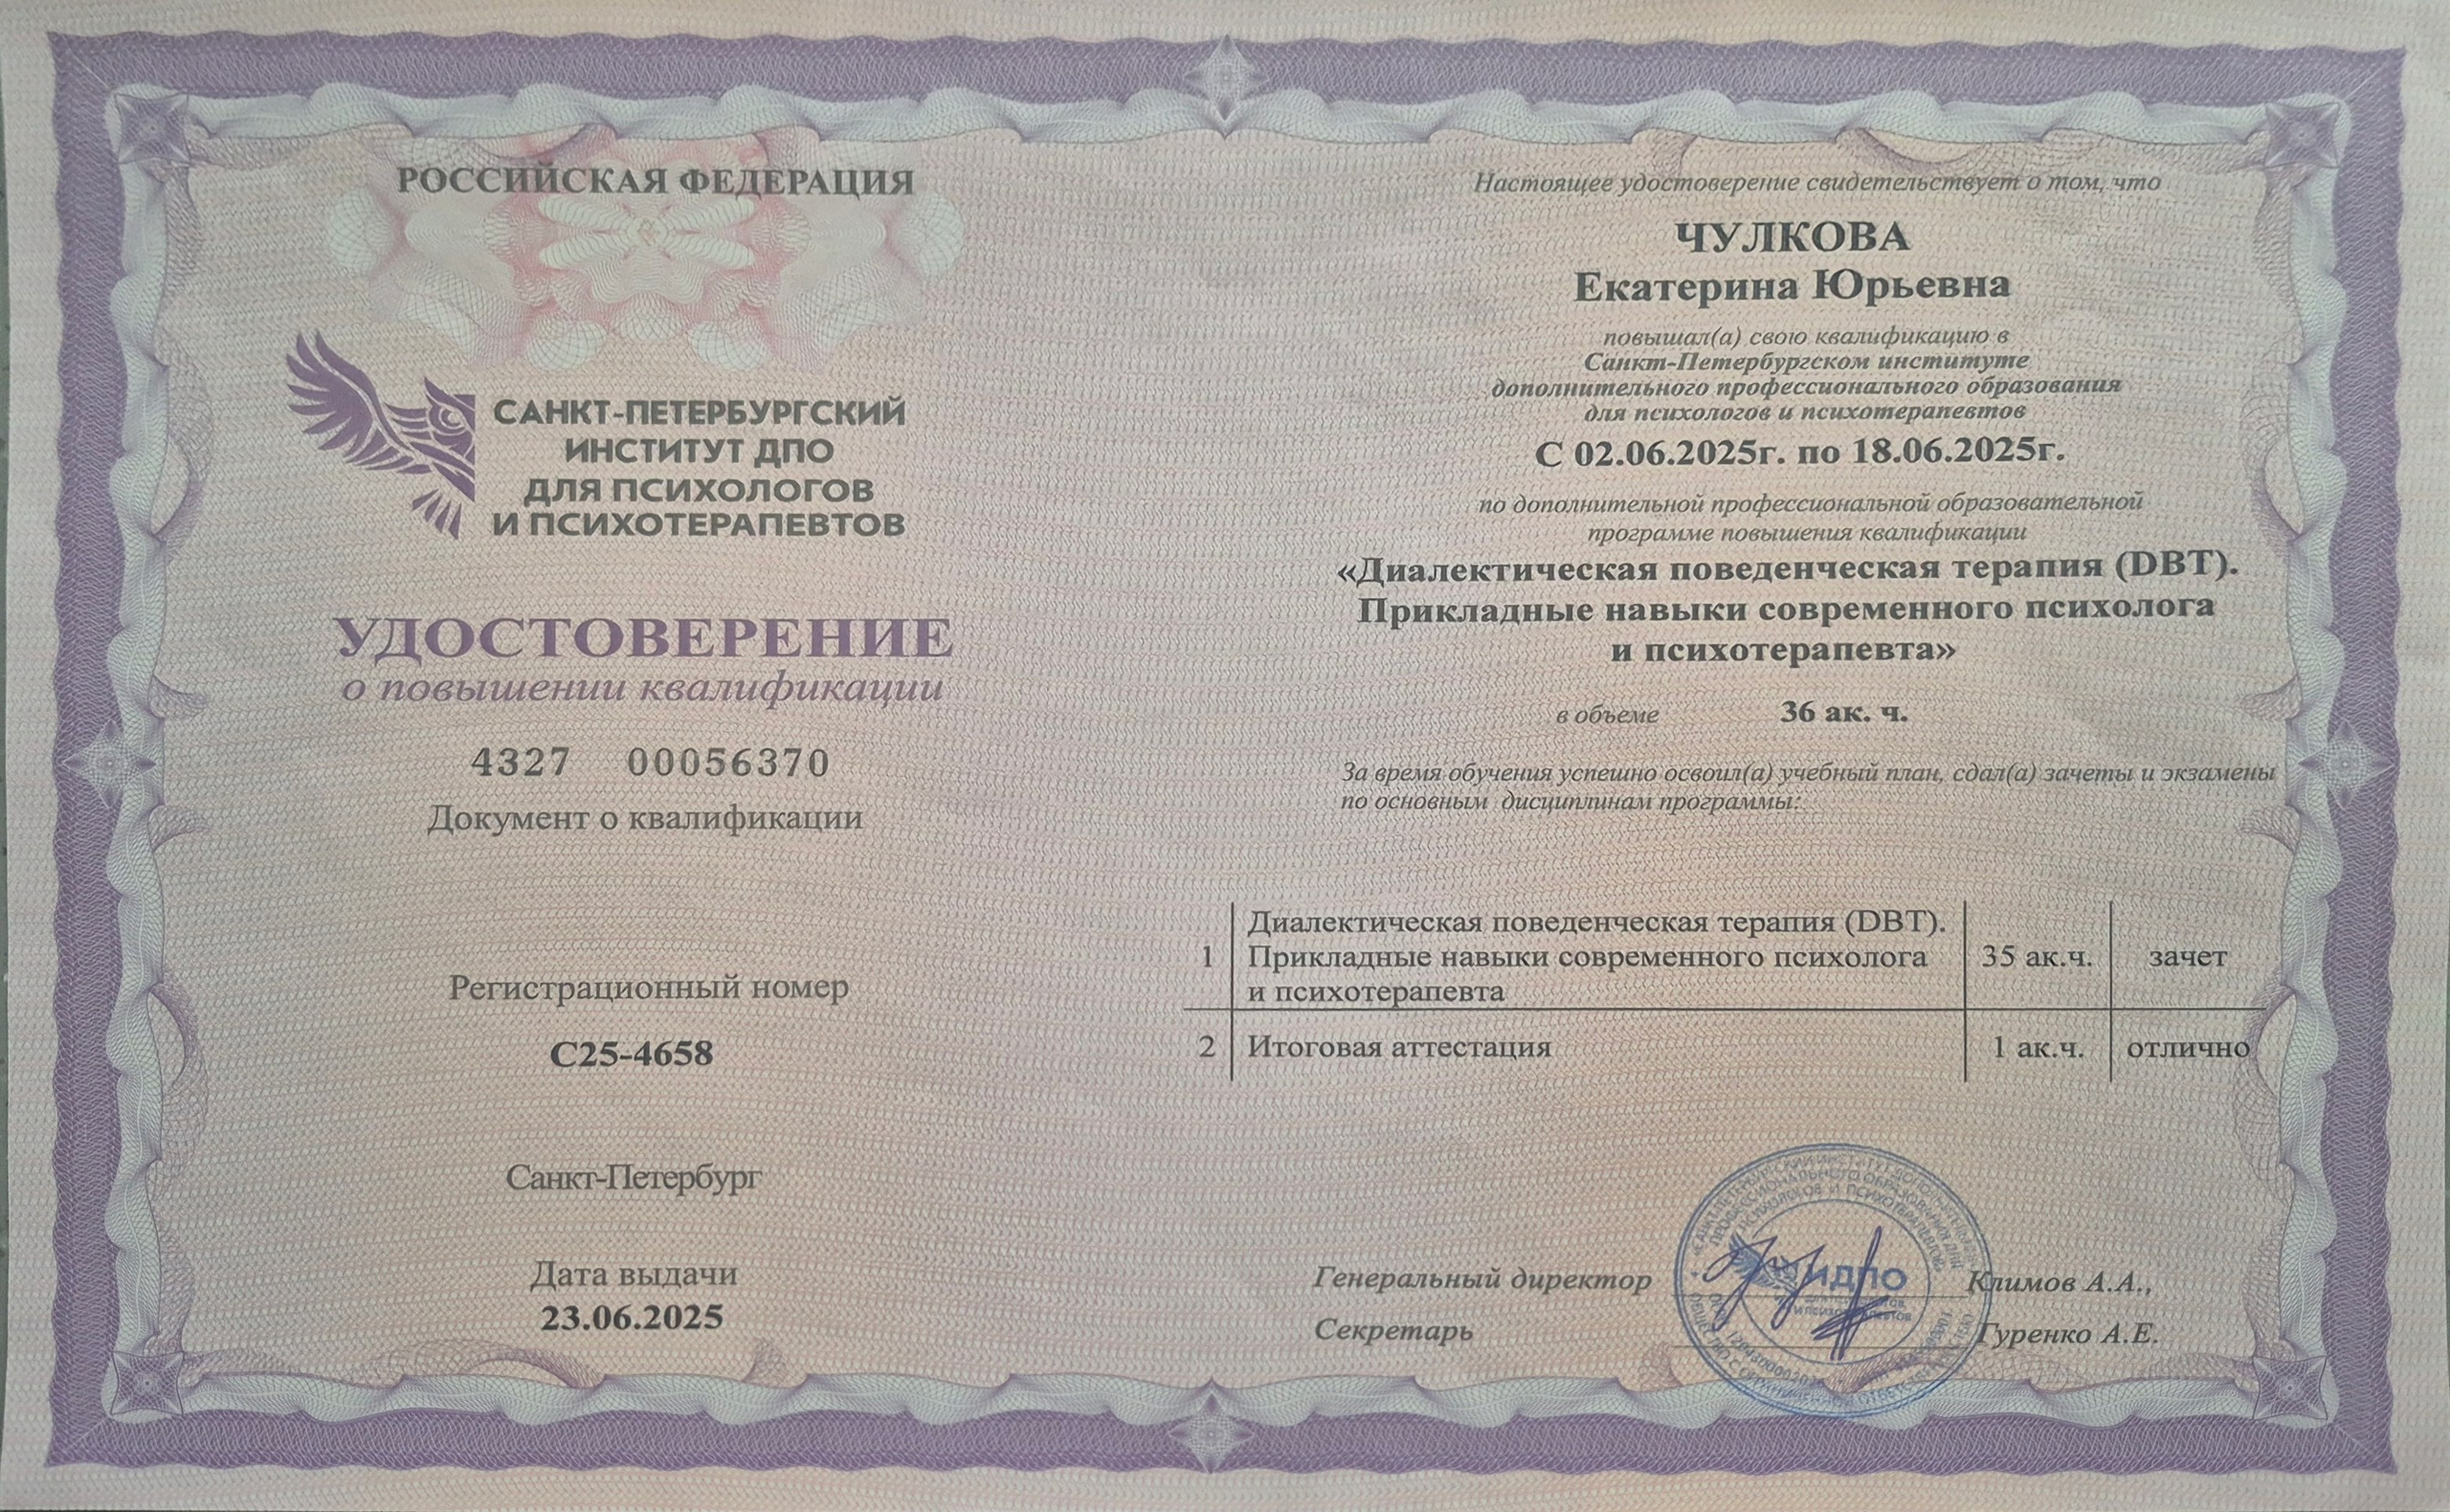 РОССИЙСКАЯ ФЕДЕРАЦИЯ
САНКТ-ПЕТЕРБУРГСКИЙ
ИНСТИТУТ ДПО
ДЛЯ ПСИХОЛОГОВ
И ПСИХОТЕРАПЕВТОВ
УДОСТОВЕРЕНИЕ
о повышении квалификации
4327 00056370
Документ о квалификации
Регистрационный номер
С25-4658
Санкт-Петербург
Дата выдачи
23.06.2025
Настоящее удостоверение свидетельствует о том, что
ЧУЛКОВА
Екатерина Юрьевна
повышал(а) свою квалификацию в
Санкт-Петербургском институте
дополнительного профессионального образования
для психологов и психотерапевтов
С 02.06.2025г. по 18.06.2025г.
по дополнительной профессиональной образовательной
программе повышения квалификации
«Диалектическая поведенческая терапия (DBT).
Прикладные навыки современного психолога
и психотерапевта»
в объеме 36 ак. ч.
За время обучения успешно освоил(а) учебный план, сдал(а) зачеты и экзамены
по основным дисциплинам программы:
Диалектическая поведенческая терапия (DBT).
1 Прикладные навыки современного психолога 35 ак.ч. зачет
и психотерапевта
2 Итоговая аттестация 1 ак.ч. отлично
Генеральный директор Климов А.А.,
Секретарь Гуренко А.Е.
ИДПО